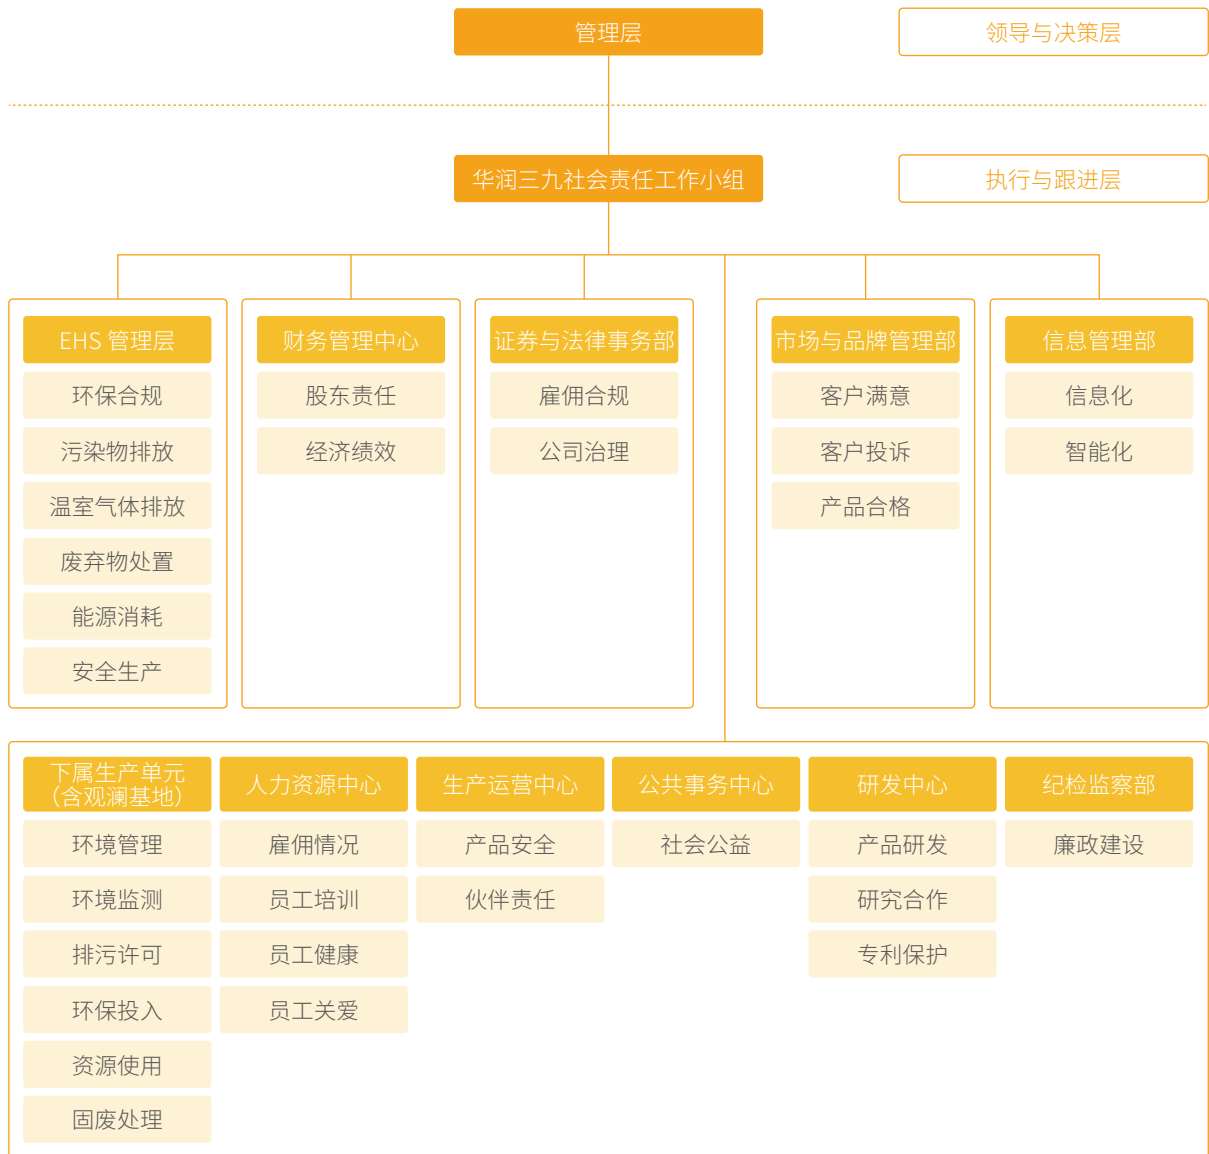 管理层
领导与决策层
华润三九社会责任工作小组
执行与跟进层
EHS 管理层
环保合规
污染物排放
温室气体排放
废弃物处置
能源消耗
安全生产
财务管理中心
股东责任
经济绩效
证券与法律事务部
雇佣合规
公司治理
市场与品牌管理部
客户满意
客户投诉
产品合格
信息管理部
信息化
智能化
下属生产单元
（含观澜基地）
环境管理
环境监测
排污许可
环保投入
资源使用
固废处理
人力资源中心
雇佣情况
员工培训
员工健康
员工关爱
生产运营中心
产品安全
伙伴责任
公共事务中心
社会公益
研发中心
产品研发
研究合作
专利保护
纪检监察部
廉政建设